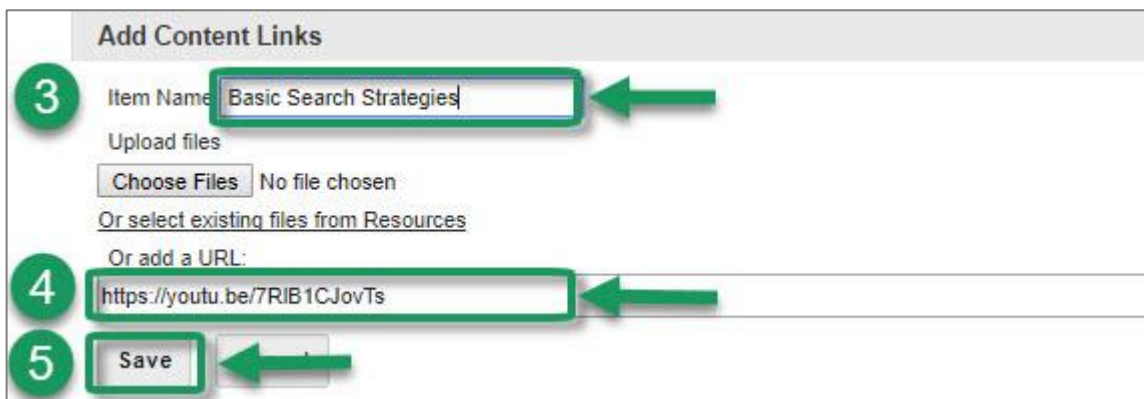 Add Content Links
3 Item Name Basic Search Strategies
Upload files
Choose Files No file chosen
Or select existing files from Resources
Or add a URL:
4 https://youtu.be/7RlB1CJovTs
5 Save